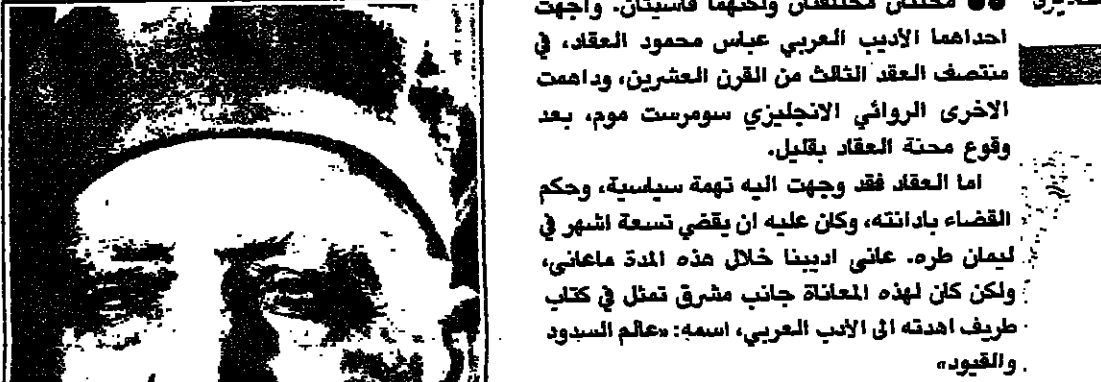 محنتان مختلفتان ولكنهما قاسيتان. واجهت
احداهما الأديب العربي عباس محمود العقاد، في
منتصف العقد الثالث من القرن العشرين، وداهمت
الاخرى الروائي الانجليزي سومرست موم، بعد
وقوع محنة العقاد بقليل.
اما العقاد فقد وجهت اليه تهمة سياسية، وحكم
القضاء بادانته، وكان عليه ان يقضي تسعة اشهر في
ليمان طره. عانى اديبنا خلال هذه المدة ماعانى،
ولكن كان لهذه المعاناة جانب مشرق تمثل في كتاب
طريف اهدته الى الأدب العربي، اسمه: «عالم السدود
والقيود»